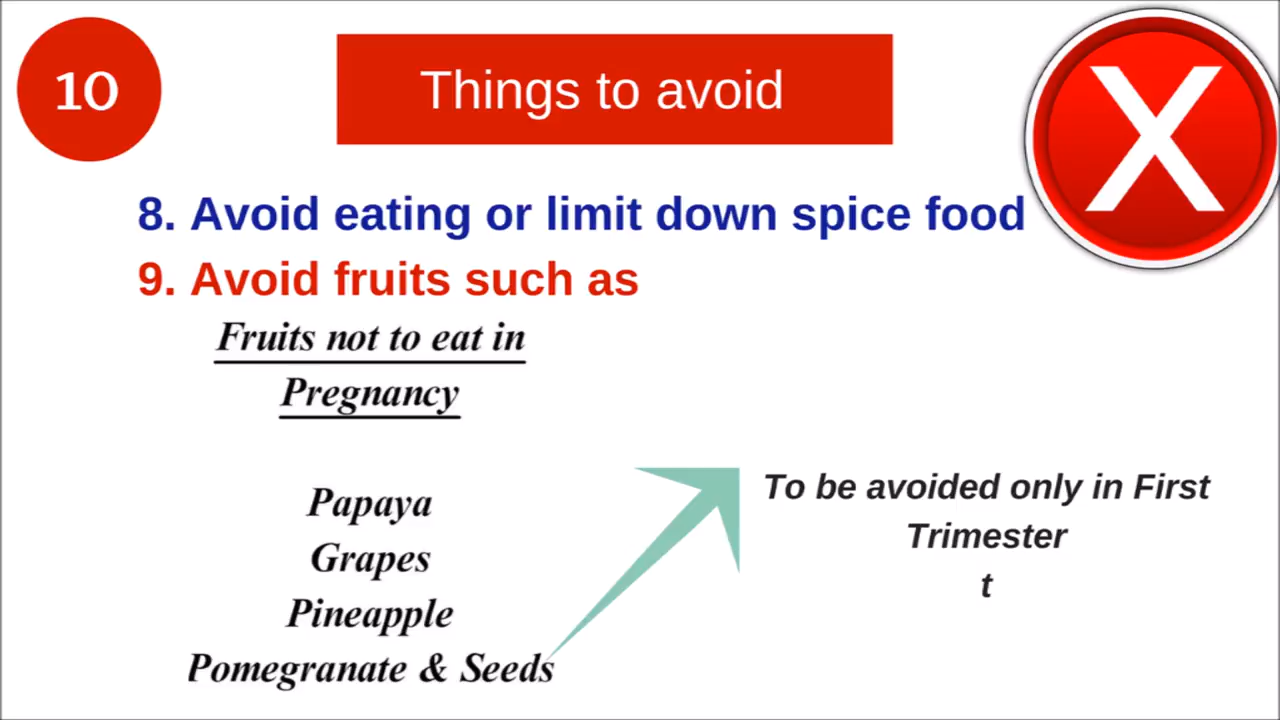 10
Things to avoid
X
8. Avoid eating or limit down spice food
9. Avoid fruits such as
Fruits not to eat in
Pregnancy
Papaya
Grapes
Pineapple
Pomegranate & Seeds
To be avoided only in First
Trimester
t